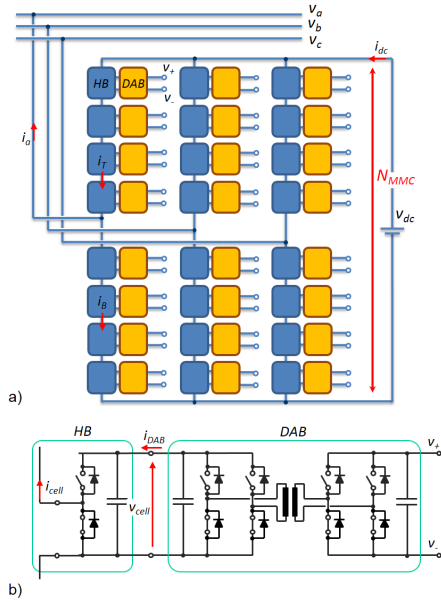 v_a
v_b
v_c
i_dc
HB DAB v_+
v_-
i_a
i_T
N_MMC
v_dc
i_B
a)
HB i_DAB DAB
v_+
i_cell
v_cell
v_-
b)